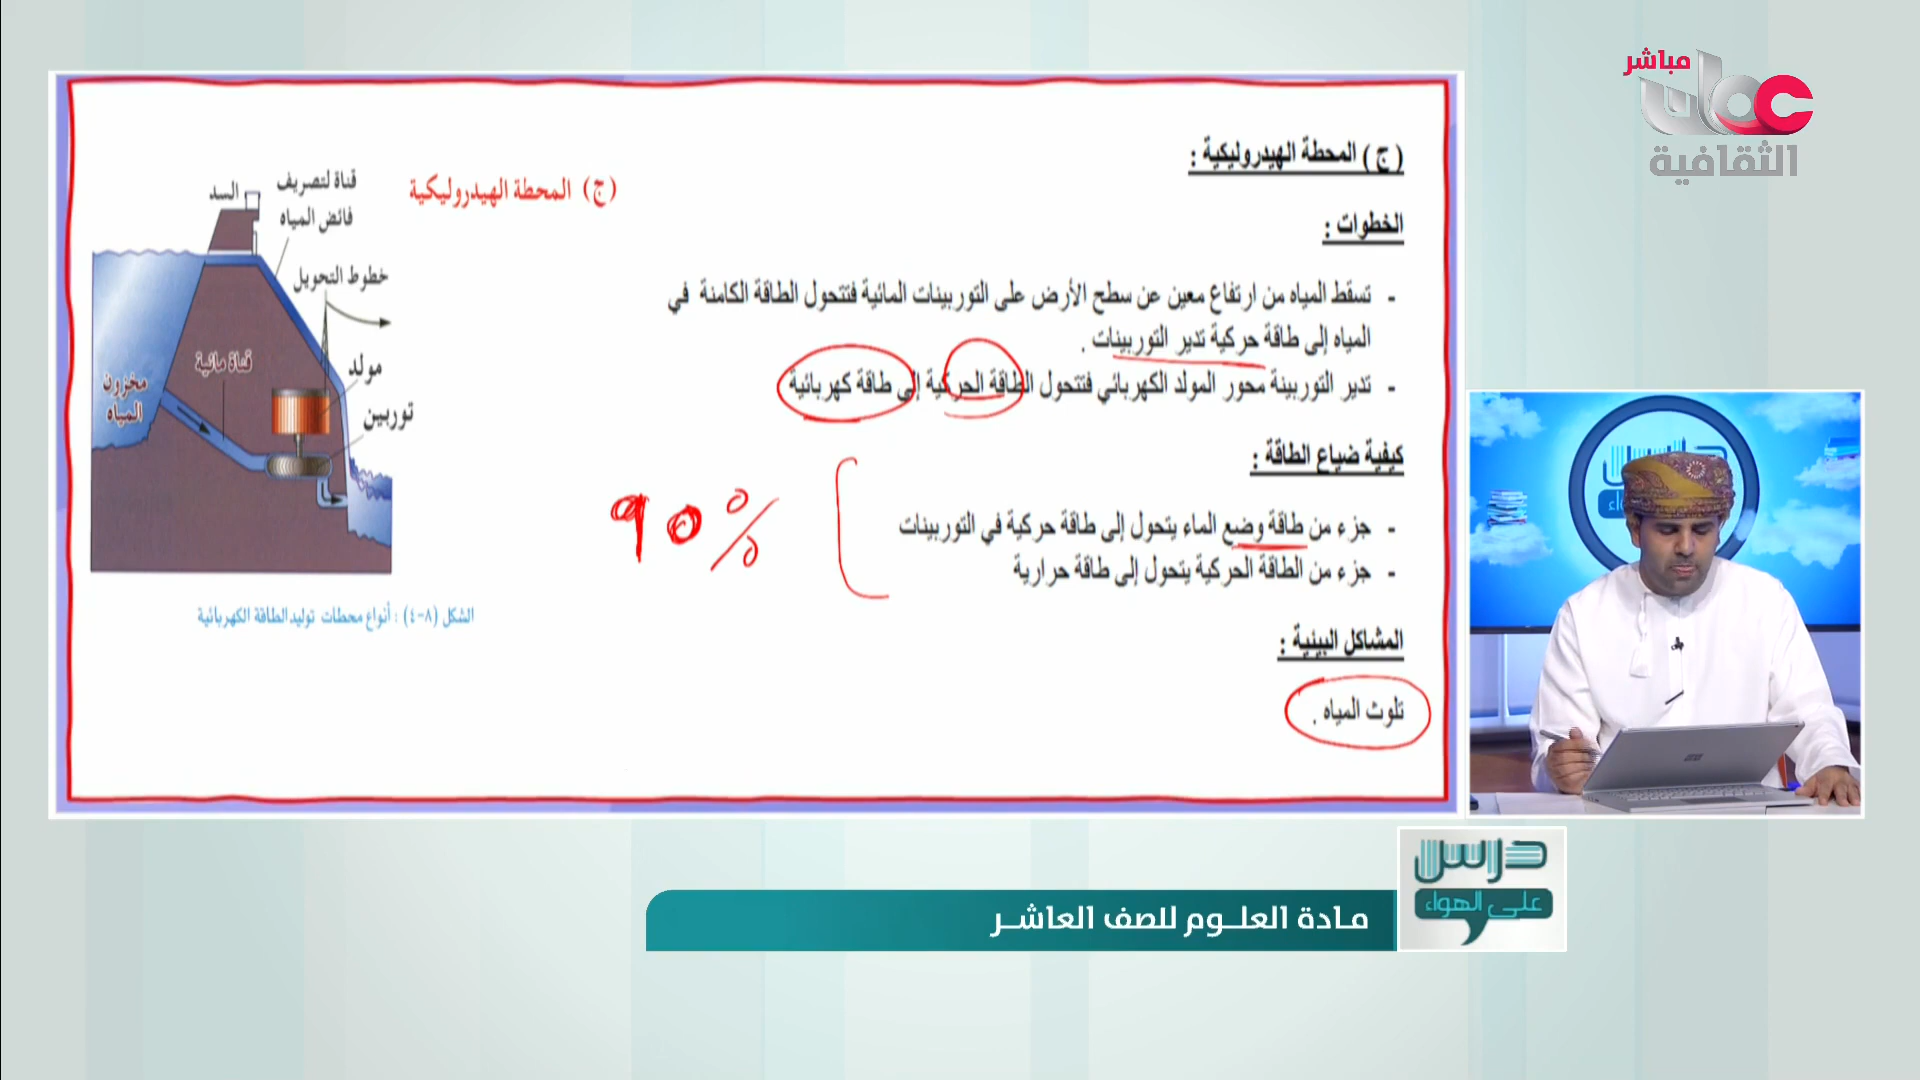 مباشر
عمان
الثقافية
(ج) المحطة الهيدروليكية :
الخطوات :
- تسقط المياه من ارتفاع معين عن سطح الأرض على التوربينات المائية فتتحول الطاقة الكامنة في
المياه إلى طاقة حركية تدير التوربينات .
- تدير التوربينة محور المولد الكهربائي فتتحول الطاقة الحركية إلى طاقة كهربائية
كيفية ضياع الطاقة :
- جزء من طاقة وضع الماء يتحول إلى طاقة حركية في التوربينات
- جزء من الطاقة الحركية يتحول إلى طاقة حرارية
90%
المشاكل البيئية :
تلوث المياه .
(ج) المحطة الهيدروليكية
السد
قناة لتصريف
فائض المياه
خطوط التحويل
قناة مائية
مخزون
المياه
مولد
توربين
الشكل (٨-٤) : أنواع محطات توليد الطاقة الكهربائية
درس
على الهواء
مادة العلوم للصف العاشر